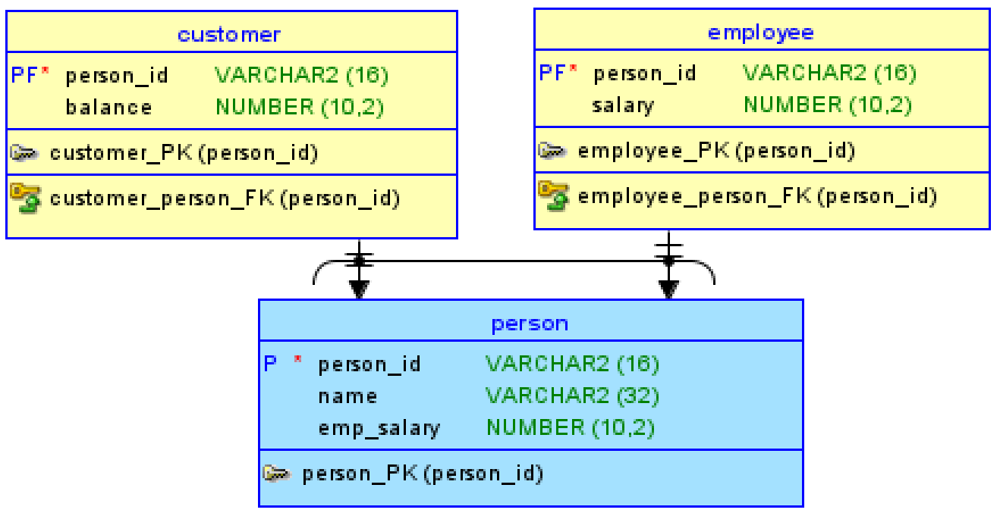 customer
PF* person_id VARCHAR2 (16)
balance NUMBER (10,2)
customer_PK (person_id)
customer_person_FK (person_id)
employee
PF* person_id VARCHAR2 (16)
salary NUMBER (10,2)
employee_PK (person_id)
employee_person_FK (person_id)
person
P * person_id VARCHAR2 (16)
name VARCHAR2 (32)
emp_salary NUMBER (10,2)
person_PK (person_id)